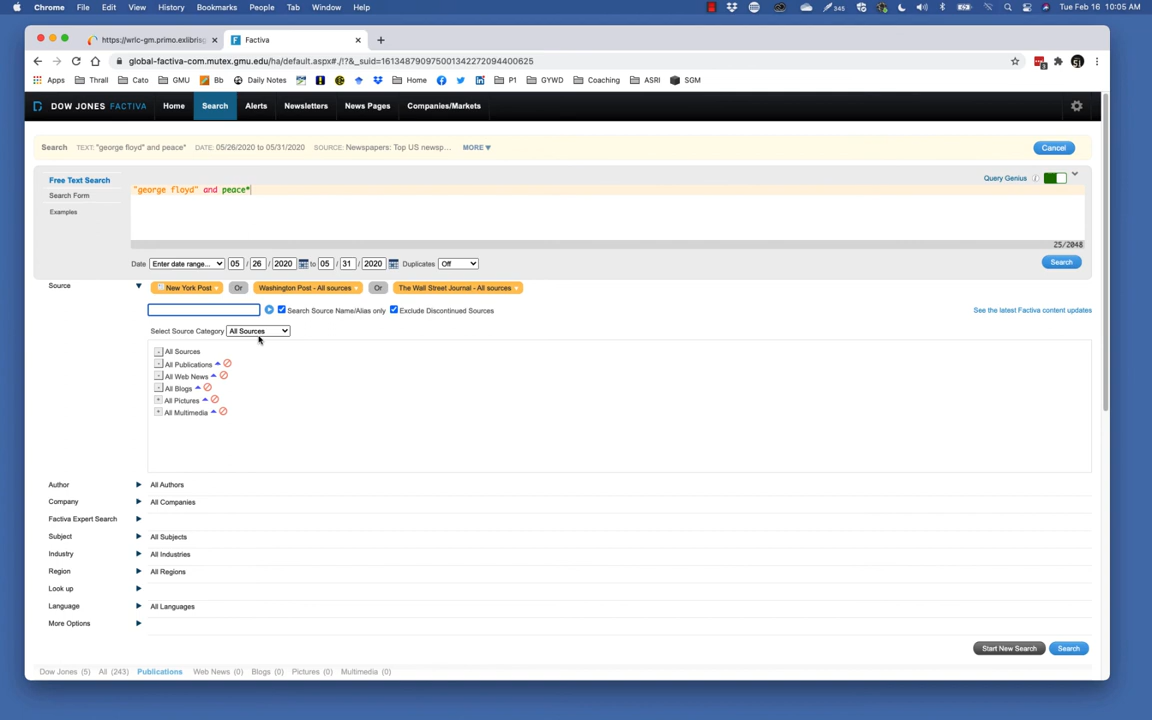 Chrome File Edit View History Bookmarks People Tab Window Help 345 Tue Feb 16 10:05 AM
https://wrlc-gm.primo.exlibrisg Factiva
global-factiva-com.mutex.gmu.edu/ha/default.aspx#./!?&_suid=16134879097500134227209440​0625
Apps Thrall Cato GMU Bb Daily Notes Home P1 GYWD Coaching ASRI SGM
DOW JONES FACTIVA Home Search Alerts Newsletters News Pages Companies/Markets
Search TEXT: "george floyd" and peace* DATE: 05/26/2020 to 05/31/2020 SOURCE: Newspapers: Top US newsp... MORE Cancel
Free Text Search Query Genius i
Search Form "george floyd" and peace*
Examples
25/2048
Date Enter date range... 05 / 26 / 2020 to 05 / 31 / 2020 Duplicates Off Search
Source New York Post Or Washington Post - All sources Or The Wall Street Journal - All sources
Search Source Name/Alias only Exclude Discontinued Sources See the latest Factiva content updates
Select Source Category All Sources
All Sources
All Publications
All Web News
All Blogs
All Pictures
All Multimedia
Author All Authors
Company All Companies
Factiva Expert Search
Subject All Subjects
Industry All Industries
Region All Regions
Look up
Language All Languages
More Options
Start New Search Search
Dow Jones (5) All (243) Publications Web News (0) Blogs (0) Pictures (0) Multimedia (0)